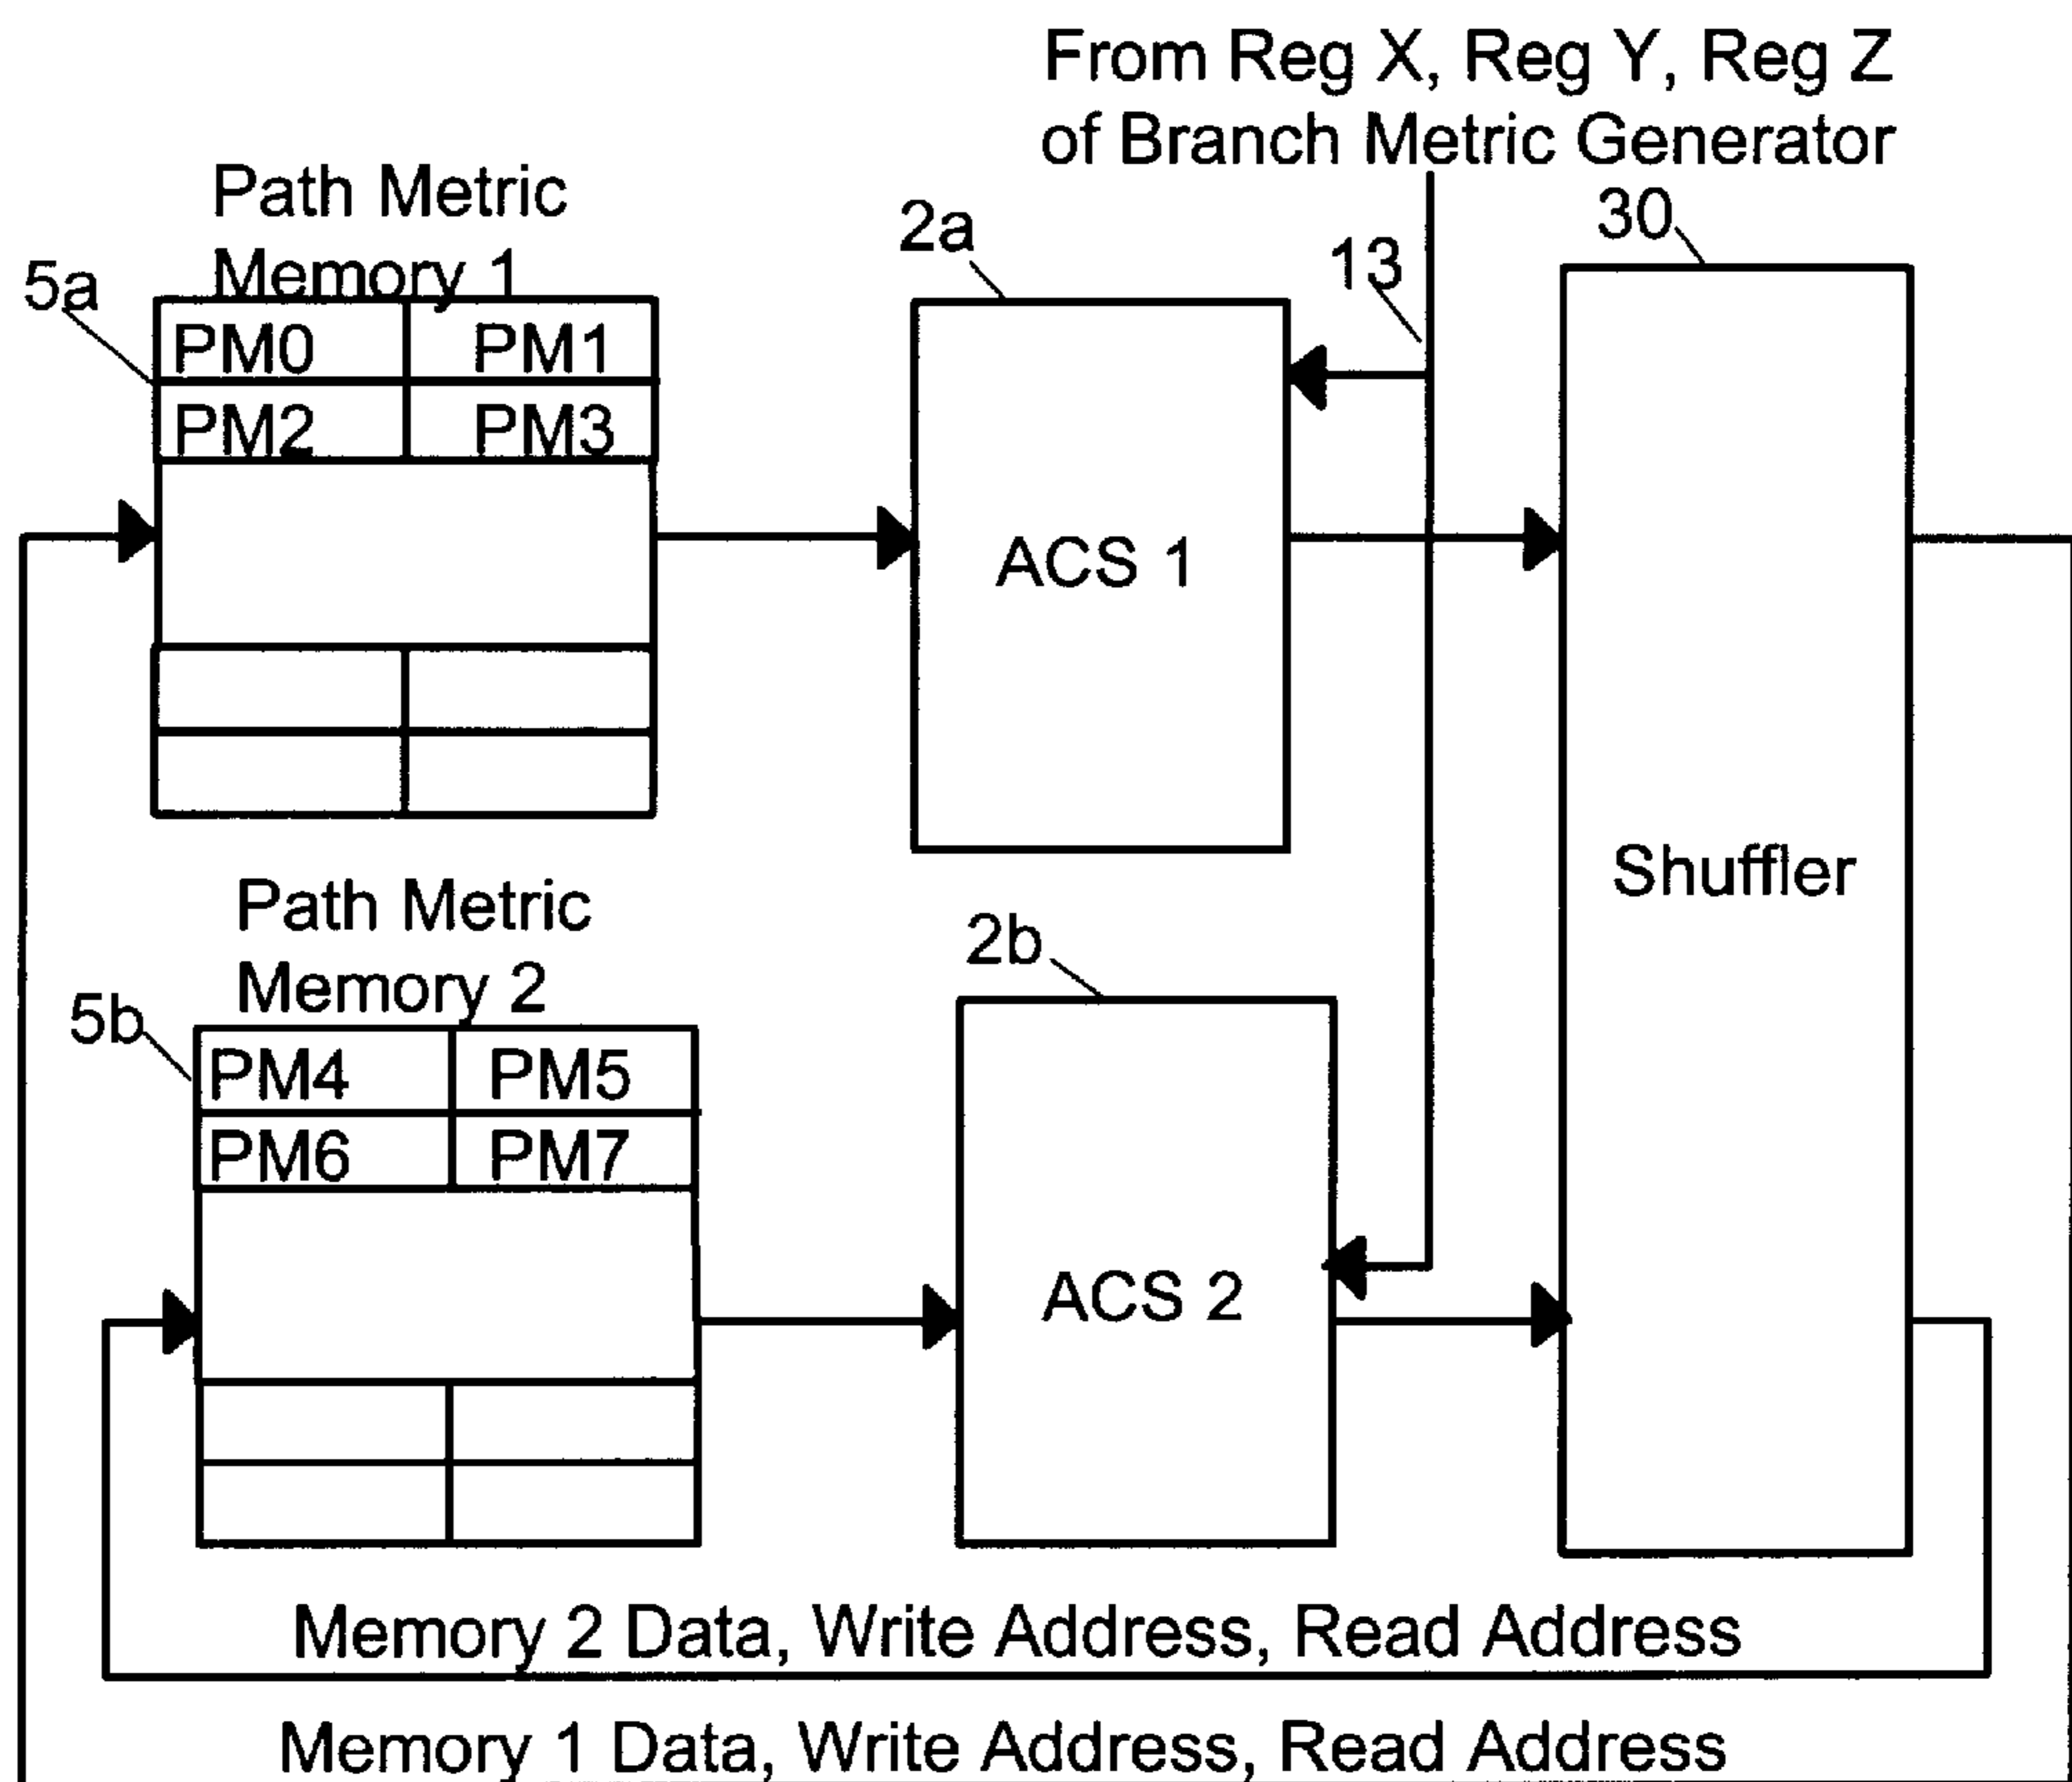 From Reg X, Reg Y, Reg Z
of Branch Metric Generator
Path Metric
Memory 1
5a
PM0 PM1
PM2 PM3
2a
13
30
ACS 1
Shuffler
Path Metric
Memory 2
5b
PM4 PM5
PM6 PM7
2b
ACS 2
Memory 2 Data, Write Address, Read Address
Memory 1 Data, Write Address, Read Address